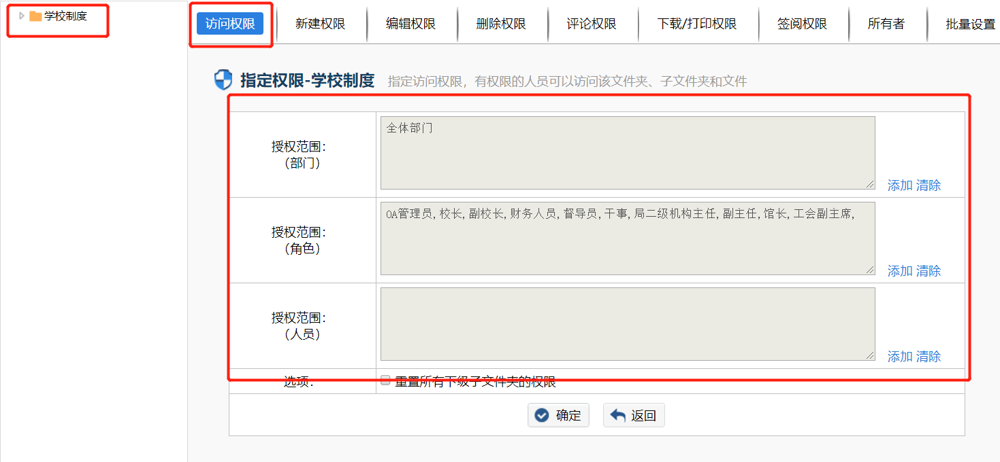 学校制度
访问权限 新建权限 编辑权限 删除权限 评论权限 下载/打印权限 签阅权限 所有者 批量设置
指定权限-学校制度 指定访问权限，有权限的人员可以访问该文件夹、子文件夹和文件
授权范围：
（部门）
全体部门
添加 清除
授权范围：
（角色）
OA管理员,校长,副校长,财务人员,督导员,干事,局二级机构主任,副主任,馆长,工会副主席,
添加 清除
授权范围：
（人员）
添加 清除
选项： 重置所有下级子文件夹的权限
确定 返回